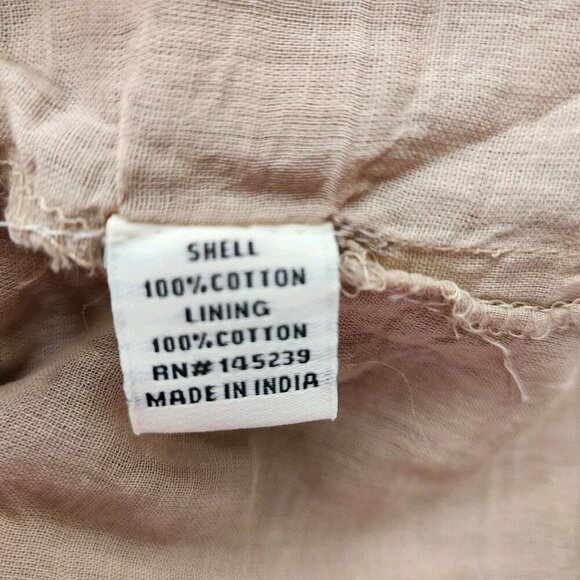 SHELL
100%COTTON
LINING
100%COTTON
RN# 145239
MADE IN INDIA